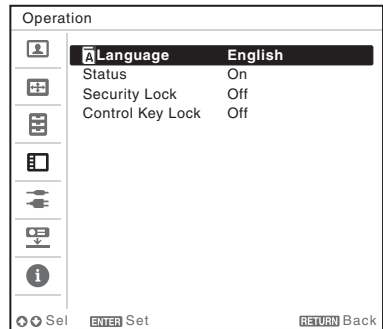 Operation
A Language English
Status On
Security Lock Off
Control Key Lock Off
Sel ENTER Set RETURN Back